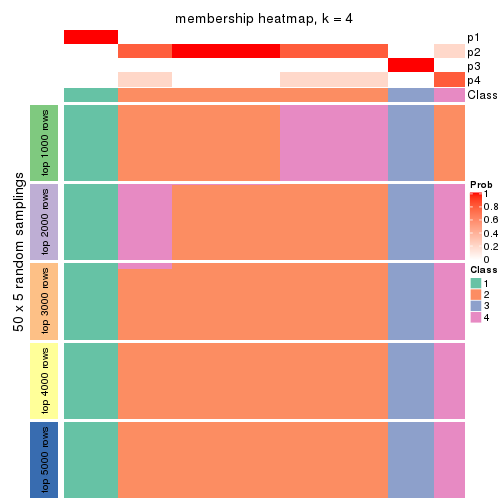 membership heatmap, k = 4
p1
p2
p3
p4
Class
50 x 5 random samplings
top 1000 rows
top 2000 rows
top 3000 rows
top 4000 rows
top 5000 rows
Prob
1
0.8
0.6
0.4
0.2
0
Class
1
2
3
4